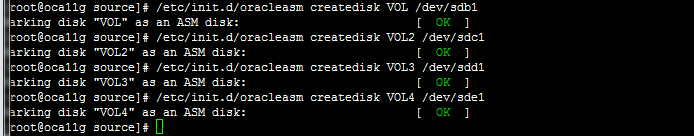 root@oca11g source]# /etc/init.d/oracleasm createdisk VOL /dev/sdb1
arking disk "VOL" as an ASM disk: [ OK ]
root@oca11g source]# /etc/init.d/oracleasm createdisk VOL2 /dev/sdc1
arking disk "VOL2" as an ASM disk: [ OK ]
root@oca11g source]# /etc/init.d/oracleasm createdisk VOL3 /dev/sdd1
arking disk "VOL3" as an ASM disk: [ OK ]
root@oca11g source]# /etc/init.d/oracleasm createdisk VOL4 /dev/sde1
arking disk "VOL4" as an ASM disk: [ OK ]
root@oca11g source]#